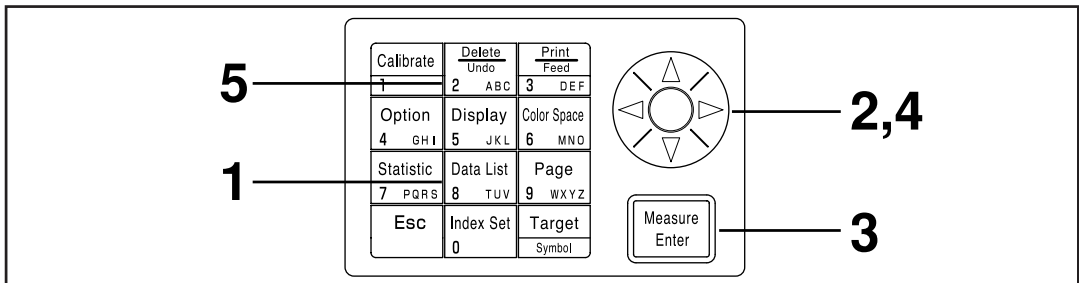 Calibrate
1
Delete
Undo
2 ABC
Print
Feed
3 DEF
Option
4 GHI
Display
5 JKL
Color Space
6 MNO
Statistic
7 PQRS
Data List
8 TUV
Page
9 WXYZ
Esc
Index Set
0
Target
Symbol
Measure
Enter
5
1
2,4
3